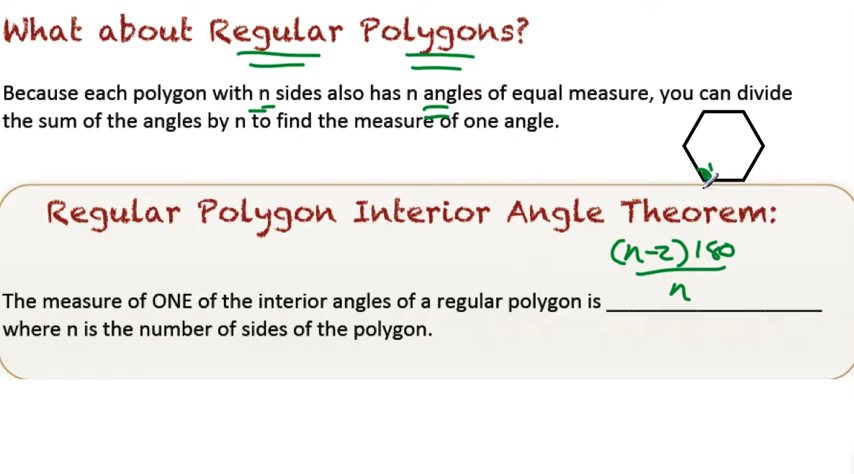 What about Regular Polygons?
Because each polygon with n sides also has n angles of equal measure, you can divide
the sum of the angles by n to find the measure of one angle.
Regular Polygon Interior Angle Theorem:
(n-2)180
n
The measure of ONE of the interior angles of a regular polygon is ____________________
where n is the number of sides of the polygon.